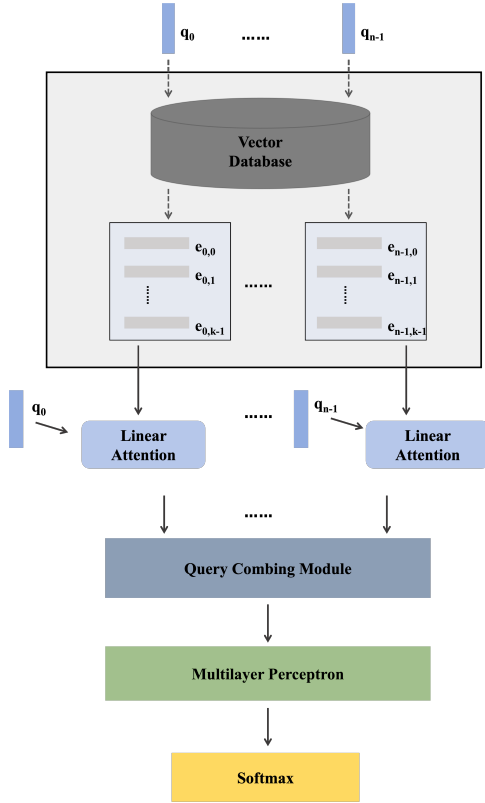 q0 ...... qn-1
Vector
Database
e0,0 en-1,0
e0,1 en-1,1
......
e0,k-1 en-1,k-1
q0 ...... qn-1
Linear
Attention
Linear
Attention
......
Query Combing Module
Multilayer Perceptron
Softmax